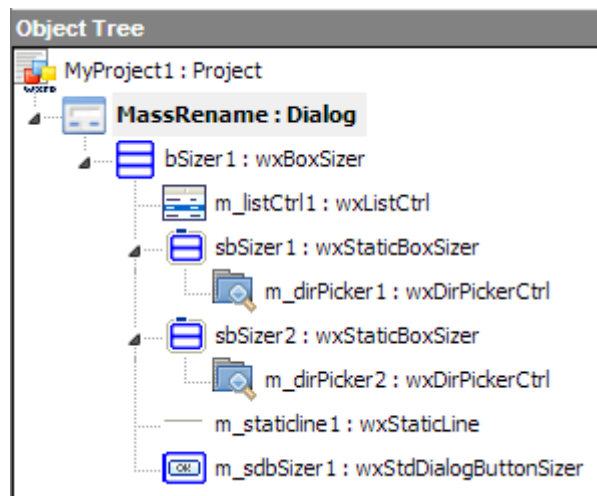 Object Tree
MyProject1 : Project
MassRename : Dialog
bSizer1 : wxBoxSizer
m_listCtrl1 : wxListCtrl
sbSizer1 : wxStaticBoxSizer
m_dirPicker1 : wxDirPickerCtrl
sbSizer2 : wxStaticBoxSizer
m_dirPicker2 : wxDirPickerCtrl
m_staticline1 : wxStaticLine
OK m_sdbSizer1 : wxStdDialogButtonSizer